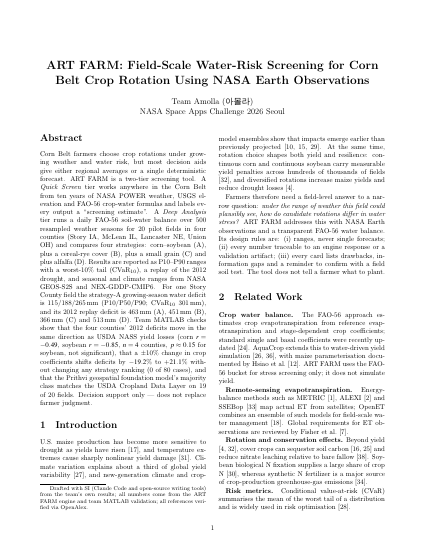 ART FARM: Field-Scale Water-Risk Screening for Corn
Belt Crop Rotation Using NASA Earth Observations
Team Amolla (아몰라)
NASA Space Apps Challenge 2026 Seoul
Abstract
Corn Belt farmers choose crop rotations under grow-
ing weather and water risk, but most decision aids
give either regional averages or a single deterministic
forecast. ART FARM is a two-tier screening tool. A
Quick Screen tier works anywhere in the Corn Belt
from ten years of NASA POWER weather, USGS el-
evation and FAO-56 crop-water formulas and labels ev-
ery output a "screening estimate". A Deep Analysis
tier runs a daily FAO-56 soil-water balance over 500
resampled weather seasons for 20 pilot fields in four
counties (Story IA, McLean IL, Lancaster NE, Union
OH) and compares four strategies: corn-soybean (A),
plus a cereal-rye cover (B), plus a small grain (C) and
plus alfalfa (D). Results are reported as P10–P90 ranges
with a worst-10% tail (CVaR₁₀), a replay of the 2012
drought, and seasonal and climate ranges from NASA
GEOS-S2S and NEX-GDDP-CMIP6. For one Story
County field the strategy-A growing-season water deficit
is 115/188/265 mm (P10/P50/P90; CVaR₁₀ 301 mm),
and its 2012 replay deficit is 463 mm (A), 451 mm (B),
366 mm (C) and 513 mm (D). Team MATLAB checks
show that the four counties' 2012 deficits move in the
same direction as USDA NASS yield losses (corn r =
−0.49, soybean r = −0.85, n = 4 counties, p ≈ 0.15 for
soybean, not significant), that a ±10% change in crop
coefficients shifts deficits by −19.2% to +21.1% with-
out changing any strategy ranking (0 of 80 cases), and
that the Prithvi geospatial foundation model's majority
class matches the USDA Cropland Data Layer on 19
of 20 fields. Decision support only — does not replace
farmer judgment.
1 Introduction
U.S. maize production has become more sensitive to
drought as yields have risen [17], and temperature ex-
tremes cause sharply nonlinear yield damage [31]. Cli-
mate variation explains about a third of global yield
variability [27], and new-generation climate and crop-
Drafted with SI (Claude Code and open-source writing tools)
from the team's own results; all numbers come from the ART
FARM engine and team MATLAB validation; all references veri-
fied via OpenAlex.
model ensembles show that impacts emerge earlier than
previously projected [10, 15, 29]. At the same time,
rotation choice shapes both yield and resilience: con-
tinuous corn and continuous soybean carry measurable
yield penalties across hundreds of thousands of fields
[32], and diversified rotations increase maize yields and
reduce drought losses [4].
Farmers therefore need a field-level answer to a nar-
row question: under the range of weather this field could
plausibly see, how do candidate rotations differ in water
stress? ART FARM addresses this with NASA Earth
observations and a transparent FAO-56 water balance.
Its design rules are: (i) ranges, never single forecasts;
(ii) every number traceable to an engine response or a
validation artifact; (iii) every card lists drawbacks, in-
formation gaps and a reminder to confirm with a field
soil test. The tool does not tell a farmer what to plant.
2 Related Work
Crop water balance. The FAO-56 approach es-
timates crop evapotranspiration from reference evap-
otranspiration and stage-dependent crop coefficients;
standard single and basal coefficients were recently up-
dated [24]. AquaCrop extends this to water-driven yield
simulation [26, 36], with maize parameterisation docu-
mented by Hsiao et al. [12]. ART FARM uses the FAO-
56 bucket for stress screening only; it does not simulate
yield.
Remote-sensing evapotranspiration. Energy-
balance methods such as METRIC [1], ALEXI [2] and
SSEBop [33] map actual ET from satellites; OpenET
combines an ensemble of such models for field-scale wa-
ter management [18]. Global requirements for ET ob-
servations are reviewed by Fisher et al. [7].
Rotation and conservation effects. Beyond yield
[4, 32], cover crops can sequester soil carbon [16, 25] and
reduce nitrate leaching relative to bare fallow [38]. Soy-
bean biological N fixation supplies a large share of crop
N [30], whereas synthetic N fertilizer is a major source
of crop-production greenhouse-gas emissions [34].
Risk metrics. Conditional value-at-risk (CVaR)
summarises the mean of the worst tail of a distribution
and is widely used in risk optimisation [28].
1